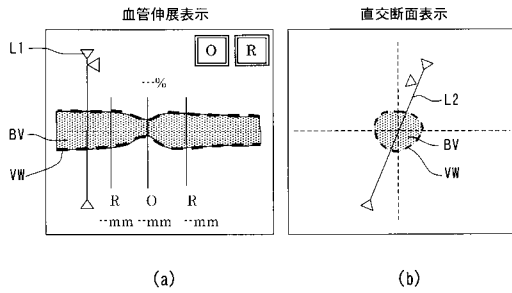 血管伸展表示
直交断面表示
L1
O R
--%
L2
BV
VW
R O R
--mm --mm --mm
BV
VW
(a)
(b)